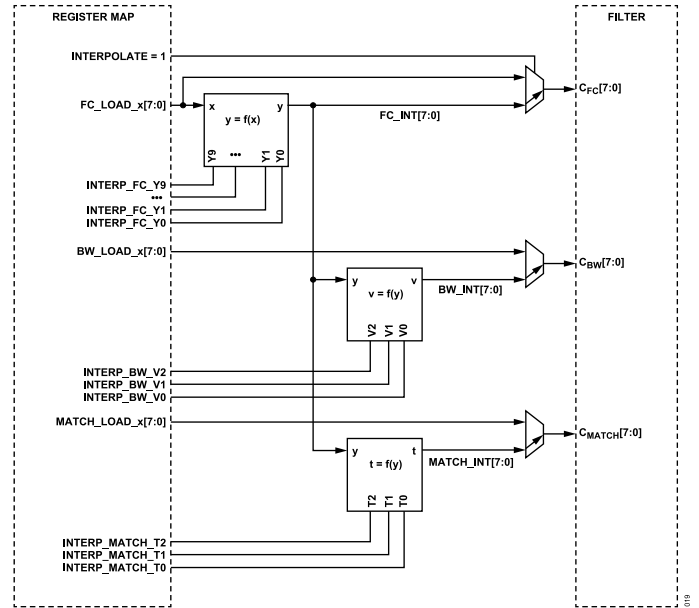 REGISTER MAP
FILTER
INTERPOLATE = 1
FC_LOAD_x[7:0]
x y
y = f(x)
Y9 ••• Y1 Y0
FC_INT[7:0]
CFC[7:0]
INTERP_FC_Y9
•••
INTERP_FC_Y1
INTERP_FC_Y0
BW_LOAD_x[7:0]
CBW[7:0]
y v
v = f(y)
V2 V1 V0
BW_INT[7:0]
INTERP_BW_V2
INTERP_BW_V1
INTERP_BW_V0
MATCH_LOAD_x[7:0]
CMATCH[7:0]
y t
t = f(y)
T2 T1 T0
MATCH_INT[7:0]
INTERP_MATCH_T2
INTERP_MATCH_T1
INTERP_MATCH_T0
019